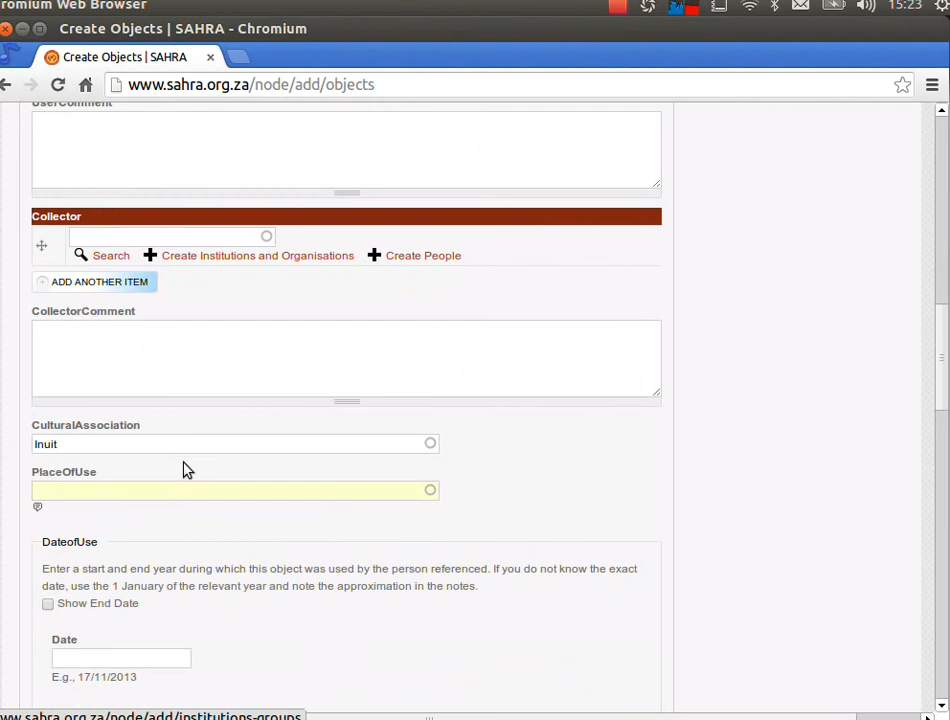 romium Web Browser
15:23
Create Objects | SAHRA - Chromium
Create Objects | SAHRA
www.sahra.org.za/node/add/objects
UserComment
Collector
Search Create Institutions and Organisations Create People
ADD ANOTHER ITEM
CollectorComment
CulturalAssociation
Inuit
PlaceOfUse
DateofUse
Enter a start and end year during which this object was used by the person referenced. If you do not know the exact
date, use the 1 January of the relevant year and note the approximation in the notes.
Show End Date
Date
E.g., 17/11/2013
ww.sahra.org.za/node/add/institutions-groups